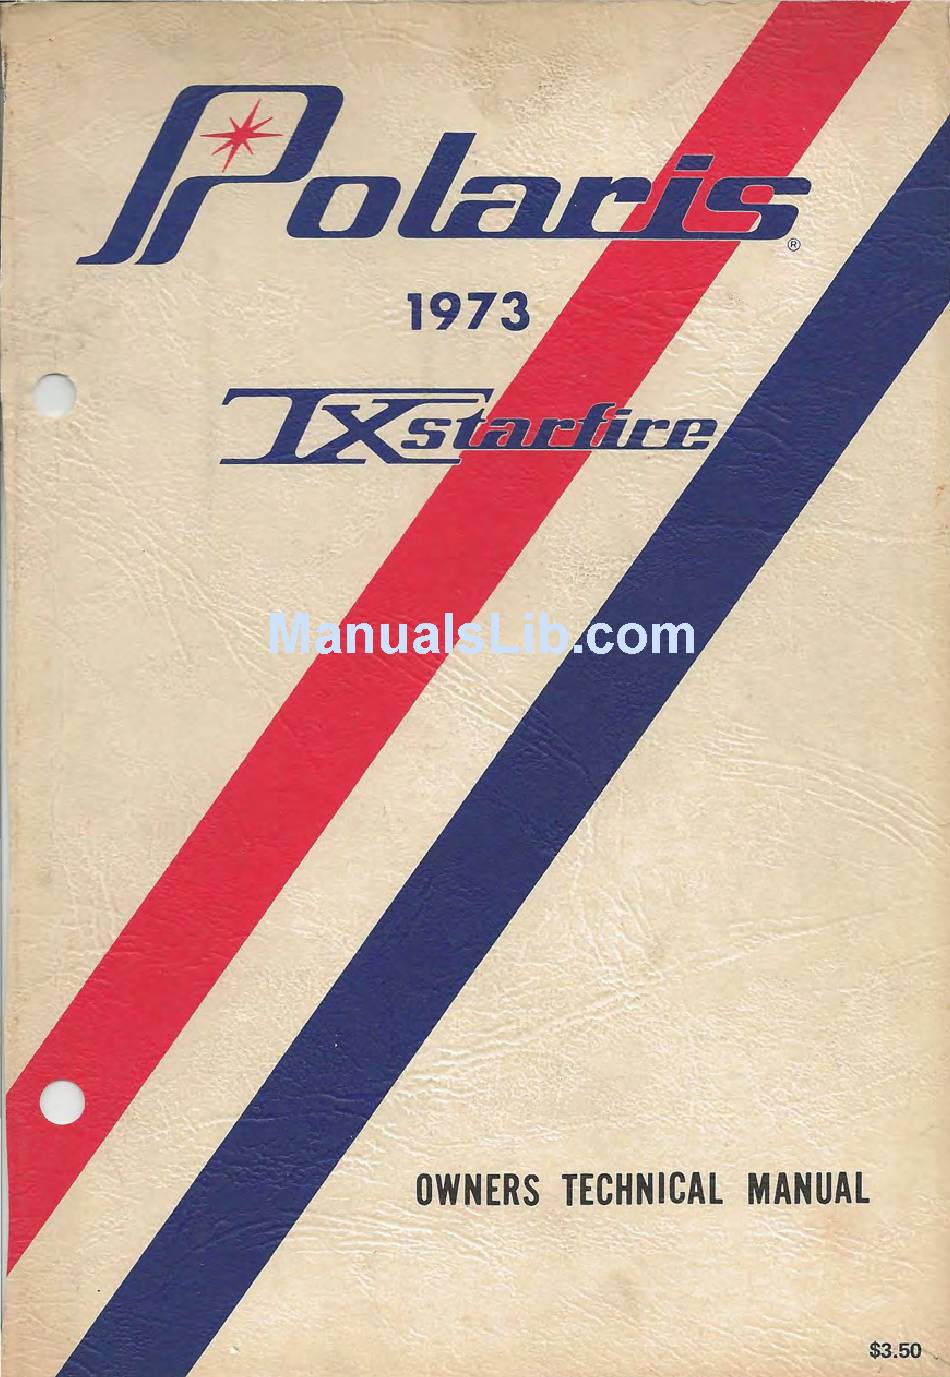 Polaris®
1973
TXstarfire
ManualsLib.com
OWNERS TECHNICAL MANUAL
$3.50